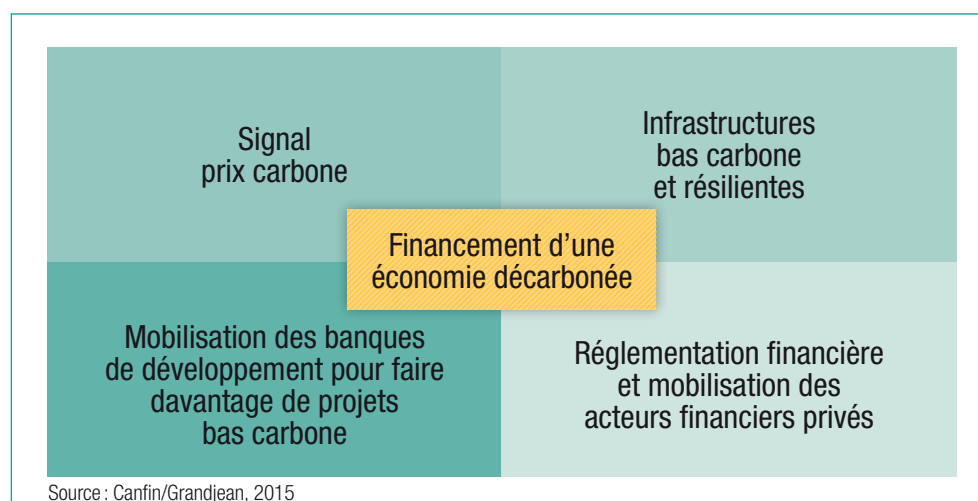 Signal
prix carbone
Infrastructures
bas carbone
et résilientes
Financement d’une
économie décarbonée
Mobilisation des banques
de développement pour faire
davantage de projets
bas carbone
Réglementation financière
et mobilisation des
acteurs financiers privés
Source : Canfin/Grandjean, 2015